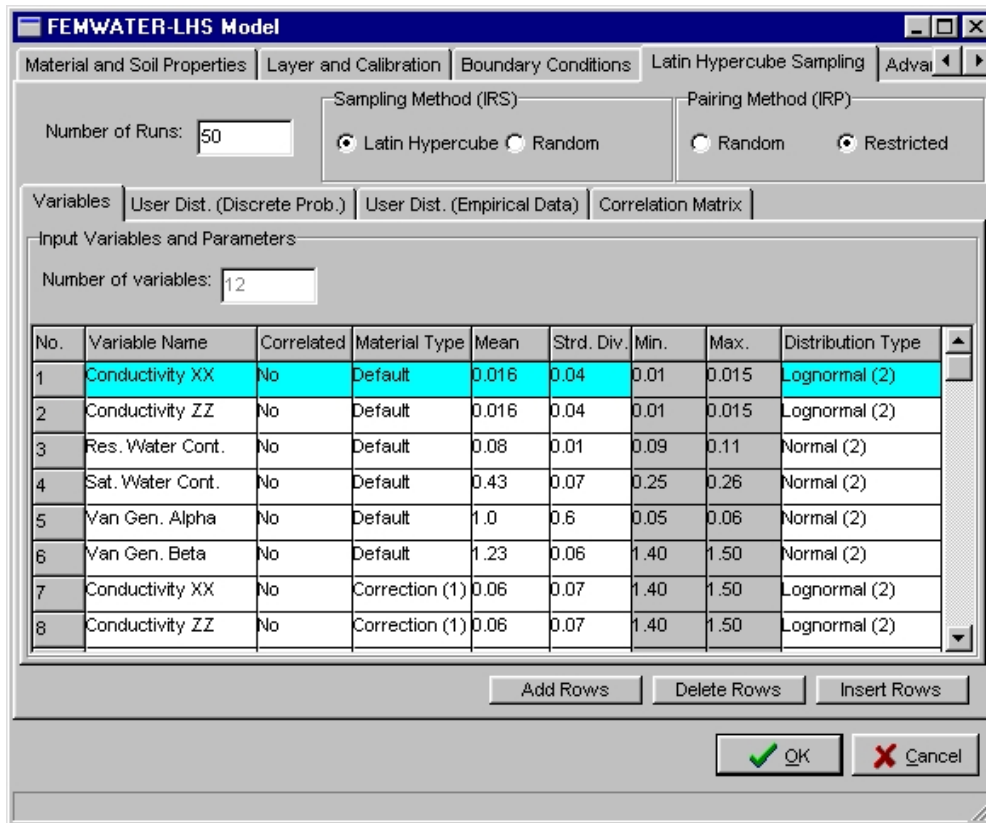 FEMWATER-LHS Model
Material and Soil Properties Layer and Calibration Boundary Conditions Latin Hypercube Sampling Advan
Number of Runs: 50
Sampling Method (IRS)
Latin Hypercube Random
Pairing Method (IRP)
Random Restricted
Variables User Dist. (Discrete Prob.) User Dist. (Empirical Data) Correlation Matrix
Input Variables and Parameters
Number of variables: 12
No. Variable Name Correlated Material Type Mean Strd. Div. Min. Max. Distribution Type
1 Conductivity XX No Default 0.016 0.04 0.01 0.015 Lognormal (2)
2 Conductivity ZZ No Default 0.016 0.04 0.01 0.015 Lognormal (2)
3 Res. Water Cont. No Default 0.08 0.01 0.09 0.11 Normal (2)
4 Sat. Water Cont. No Default 0.43 0.07 0.25 0.26 Normal (2)
5 Van Gen. Alpha No Default 1.0 0.6 0.05 0.06 Normal (2)
6 Van Gen. Beta No Default 1.23 0.06 1.40 1.50 Normal (2)
7 Conductivity XX No Correction (1) 0.06 0.07 1.40 1.50 Lognormal (2)
8 Conductivity ZZ No Correction (1) 0.06 0.07 1.40 1.50 Lognormal (2)
Add Rows Delete Rows Insert Rows
OK Cancel